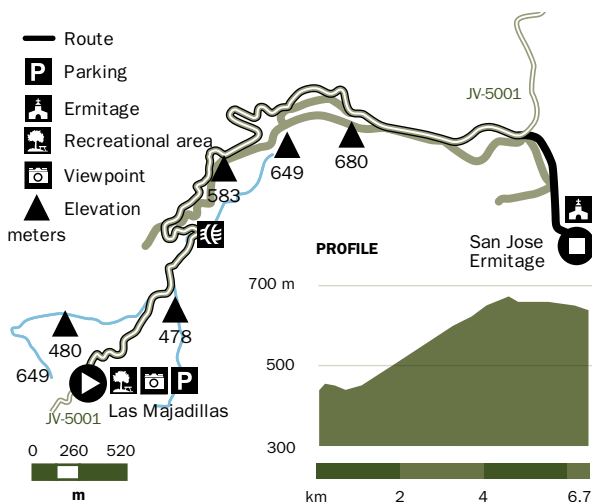 Route
P
Parking
Ermitage
Recreational area
Viewpoint
Elevation
meters
JV-5001
649
680
583
San Jose
Ermitage
480
478
649
P
Las Majadillas
JV-5001
0 260 520
m
PROFILE
700 m
500
300
km 2 4 6.7